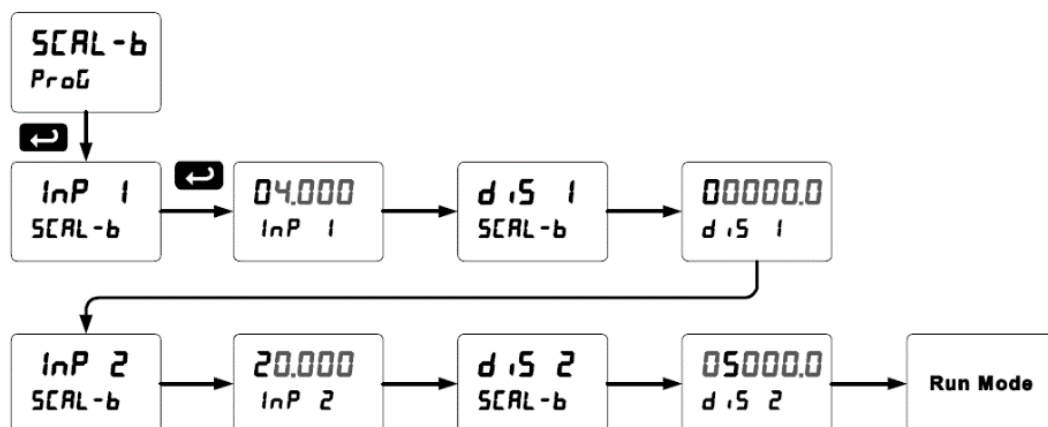 SCAL-b
ProG
InP 1
SCAL-b
04.000
InP 1
diS 1
SCAL-b
00000.0
diS 1
InP 2
SCAL-b
20.000
InP 2
diS 2
SCAL-b
05000.0
diS 2
Run Mode